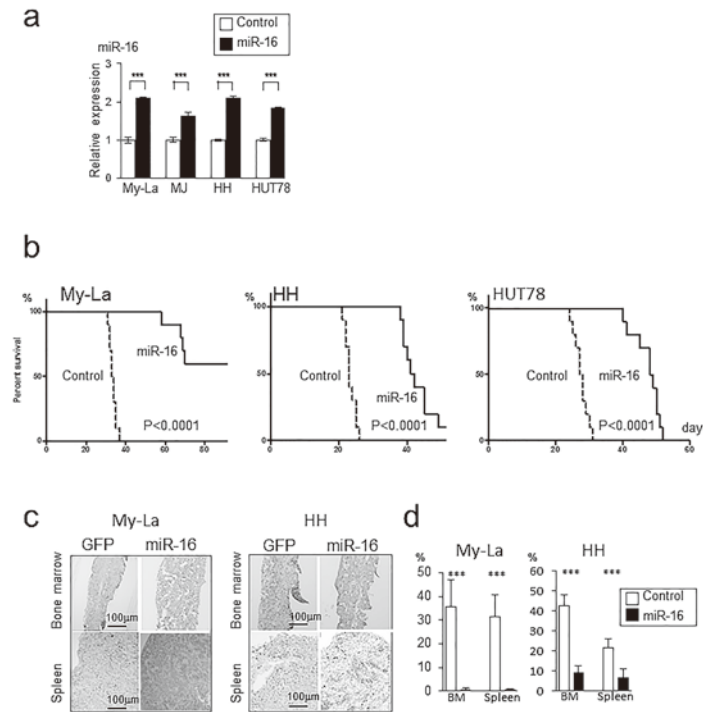 a
Control
miR-16
miR-16
*** *** *** ***
Relative expression
3
2
1
0
My-La MJ HH HUT78
b
% My-La % HH % HUT78
Percent survival
100 100 100
50 50 50
0 0 0
miR-16 Control P<0.0001
Control miR-16 P<0.0001
Control miR-16 P<0.0001
0 20 40 60 80
0 20 40
0 20 40 60
day
c
My-La HH
GFP miR-16 GFP miR-16
Bone marrow Bone marrow
100μm 100μm
Spleen Spleen
100μm 100μm
d
My-La HH
% %
*** *** *** ***
Control
miR-16
50 60
40 50
30 40
20 30
10 20
0 10
0
BM Spleen BM Spleen